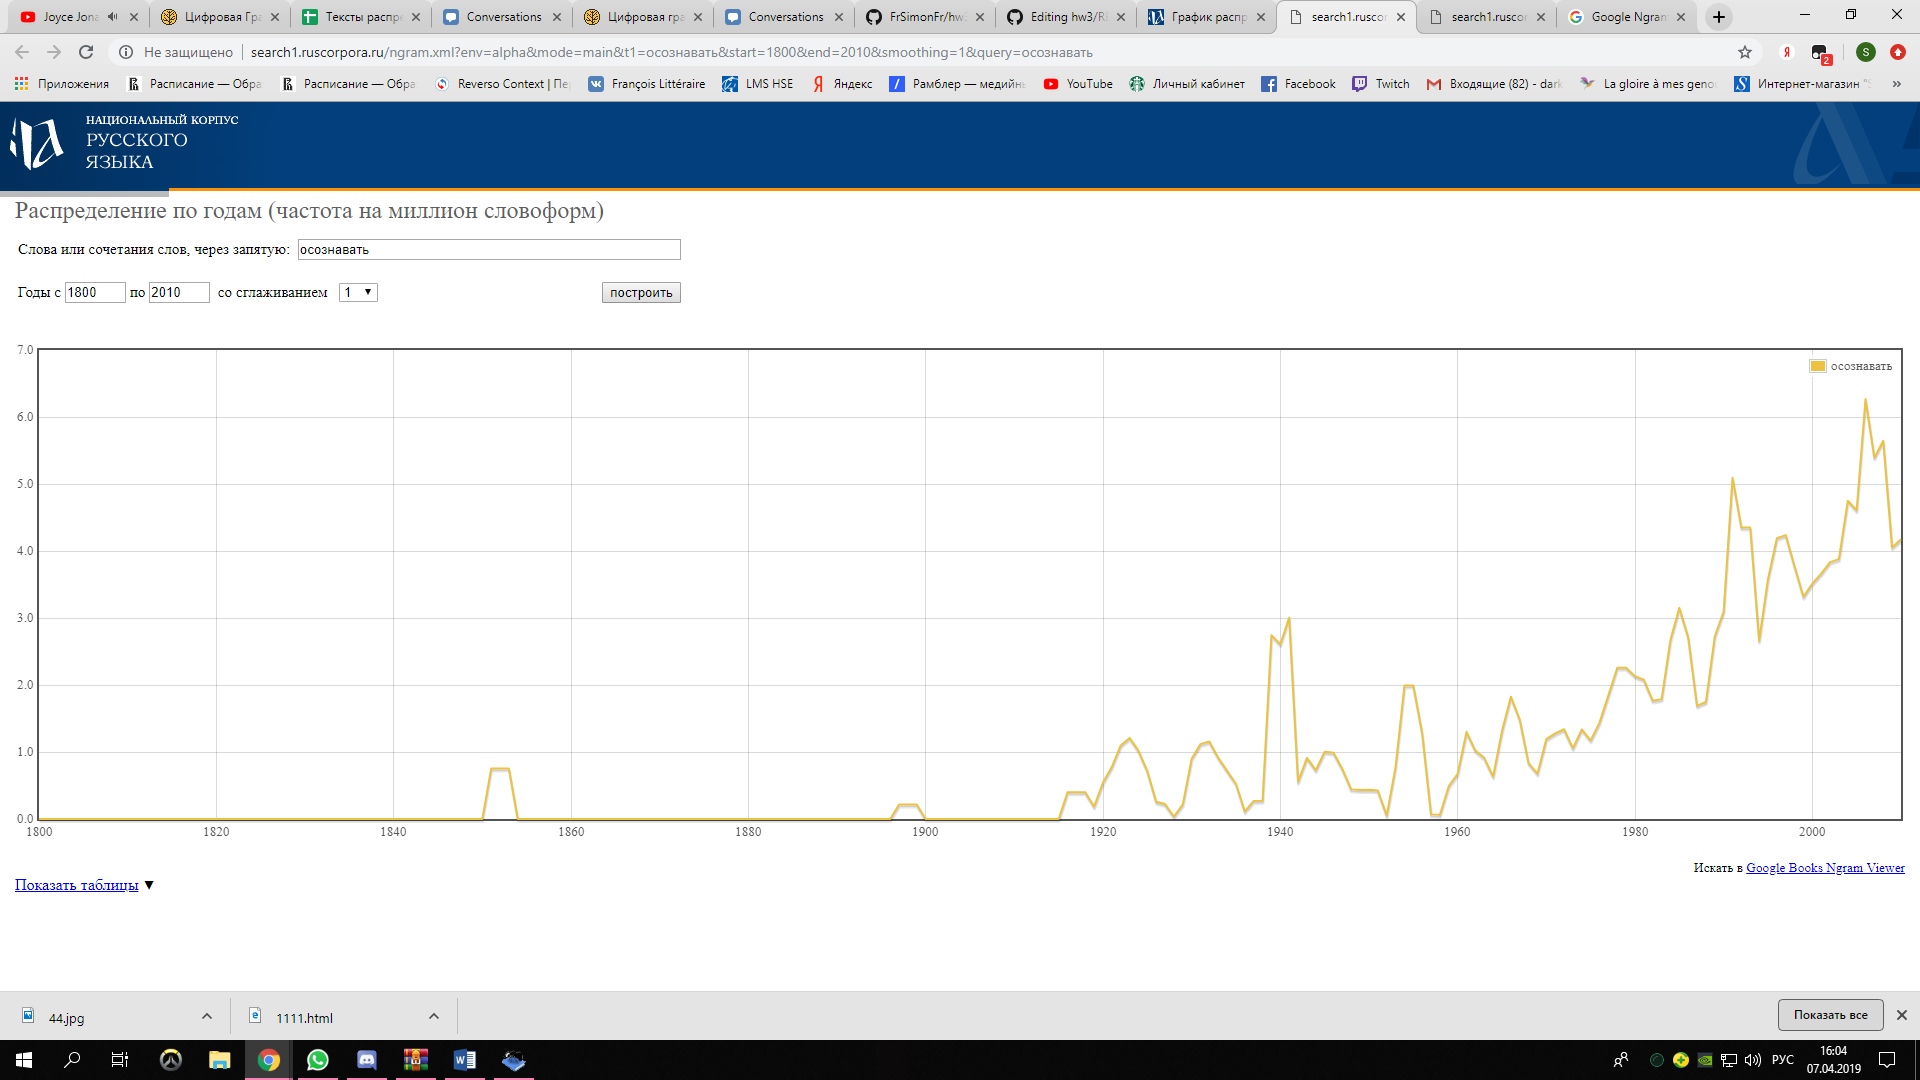 Joyce Jona
Цифровая Гра
Тексты распре
Conversations
Цифровая гра
Conversations
FrSimonFr/hw
Editing hw3/R
График распр
search1.ruscor
search1.ruscor
Google Ngram
Не защищено
search1.ruscorpora.ru/ngram.xml?env=alpha&mode=main&t1=осознавать&start=1800&end=2010&smoothing=1&query=осознавать
Приложения
Расписание — Обра
Расписание — Обра
Reverso Context | Пе
François Littéraire
LMS HSE
Яндекс
Рамблер — медийн
YouTube
Личный кабинет
Facebook
Twitch
Входящие (82) - dark
La gloire à mes geno
Интернет-магазин "S
НАЦИОНАЛЬНЫЙ КОРПУС
РУССКОГО
ЯЗЫКА
Распределение по годам (частота на миллион словоформ)
Слова или сочетания слов, через запятую: осознавать
Годы с 1800 по 2010 со сглаживанием 1 построить
7.0
осознавать
6.0
5.0
4.0
3.0
2.0
1.0
0.0
1800 1820 1840 1860 1880 1900 1920 1940 1960 1980 2000
Искать в Google Books Ngram Viewer
Показать таблицы ▼
44.jpg
1111.html
Показать все
РУС
16:04
07.04.2019